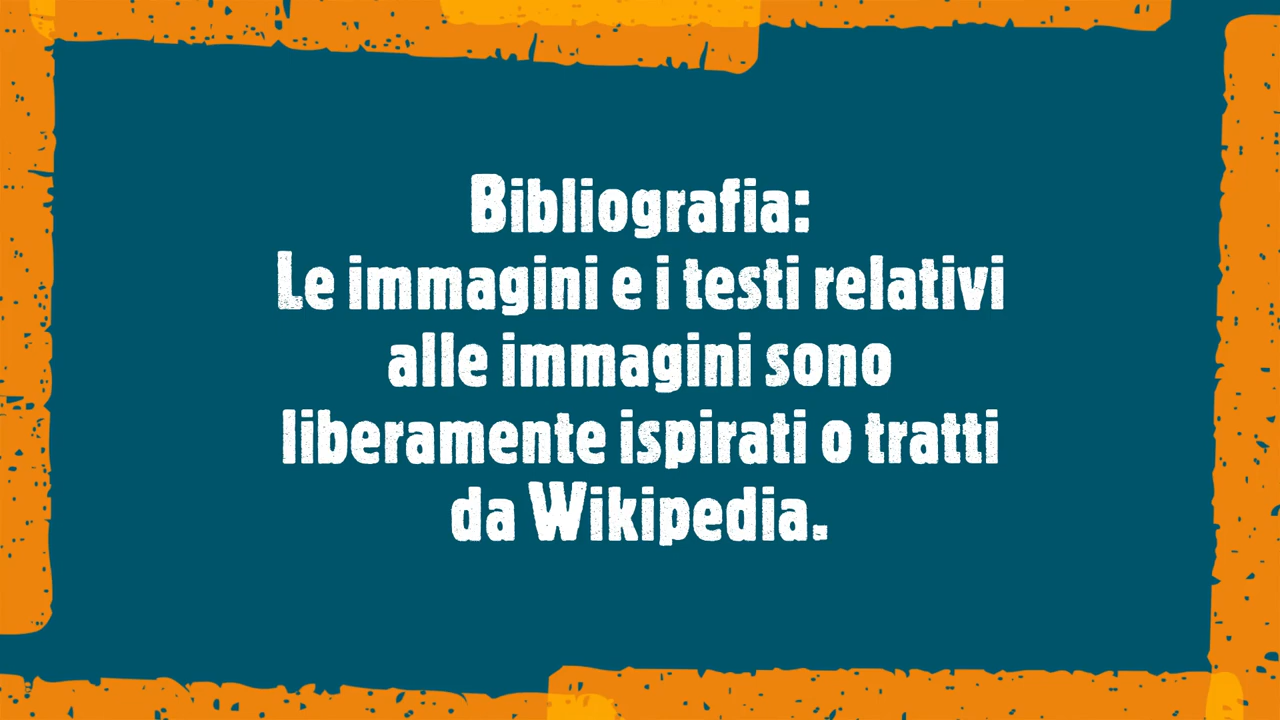 Bibliografia:
Le immagini e i testi relativi
alle immagini sono
liberamente ispirati o tratti
da Wikipedia.